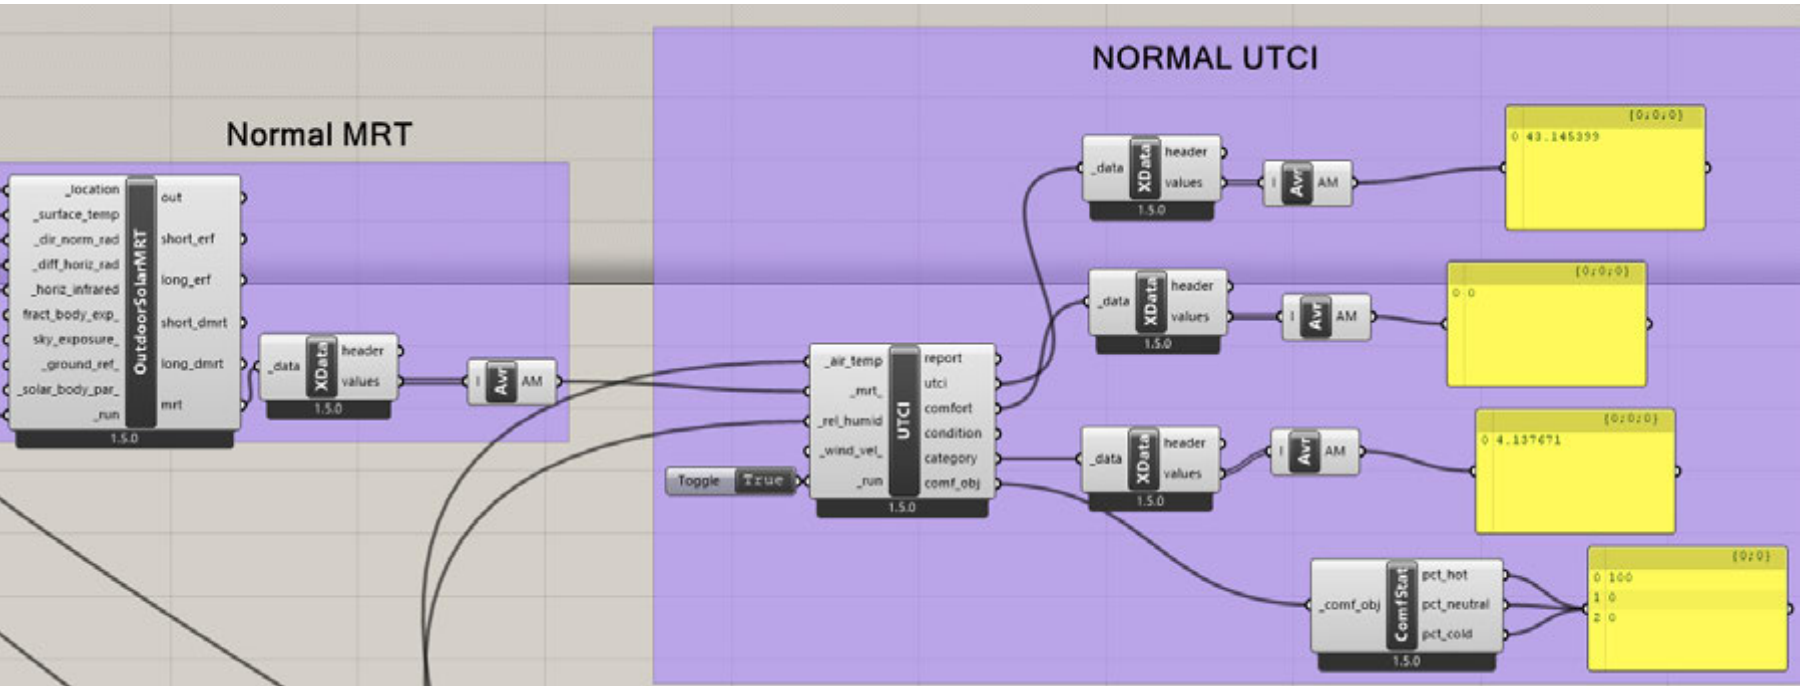 NORMAL UTCI
Normal MRT
_location
_surface_temp
_dir_norm_rad
_diff_horiz_rad
_horiz_infrared
fract_body_exp_
sky_exposure_
_ground_ref_
_solar_body_par_
_run
OutdoorSolarMRT
out
short_erf
long_erf
short_dmrt
long_dmrt
mrt
1.5.0
_data
XData
header
values
1.5.0
I
Avr
AM
Toggle
True
_air_temp
_mrt_
_rel_humid
_wind_vel_
_run
UTCI
report
utci
comfort
condition
category
comf_obj
1.5.0
_data
XData
header
values
1.5.0
I
Avr
AM
{0;0;0}
0 43.145399
_data
XData
header
values
1.5.0
I
Avr
AM
{0;0;0}
0 0
_data
XData
header
values
1.5.0
I
Avr
AM
{0;0;0}
0 4.137671
_comf_obj
ComfStat
pct_hot
pct_neutral
pct_cold
1.5.0
{0;0}
0 100
1 0
2 0